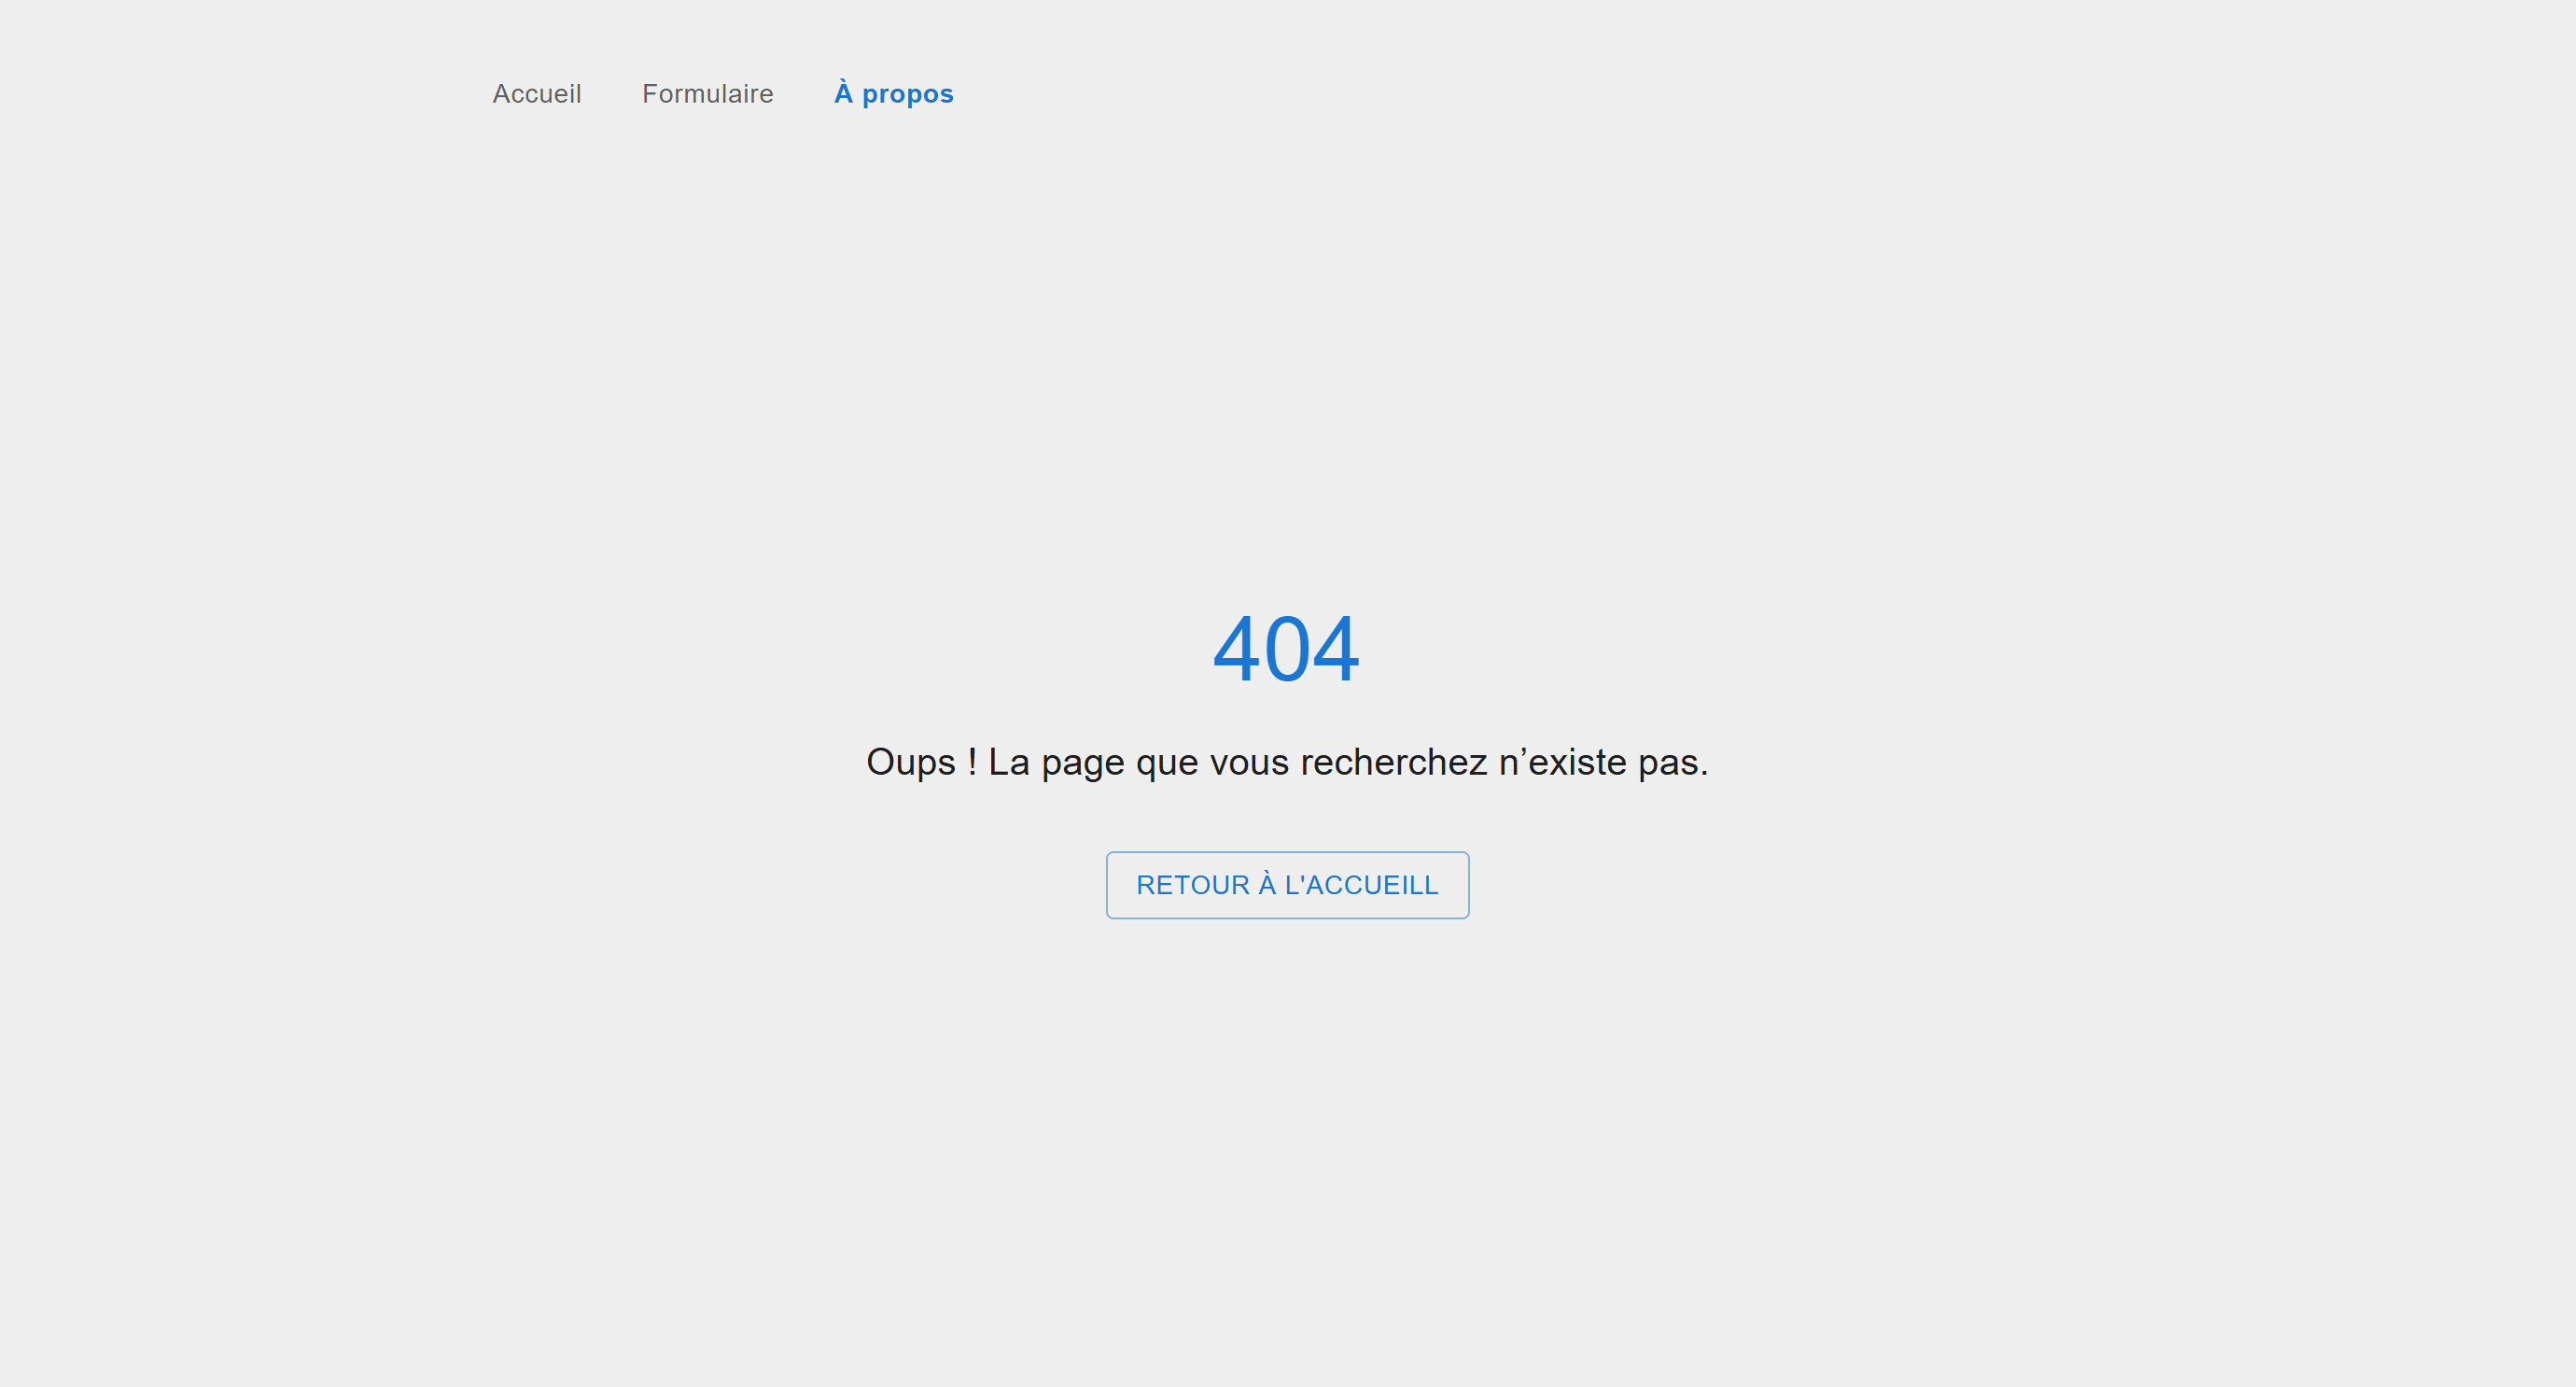 Accueil Formulaire À propos
404
Oups ! La page que vous recherchez n’existe pas.
RETOUR À L'ACCUEILL